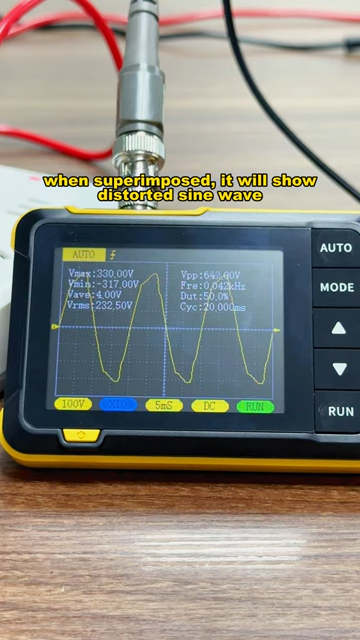 when superimposed, it will show
distorted sine wave
AUTO
Vmax:330,00V
Vmin:-317,00V
Vave:4,00V
Vrms:232,50V
Vpp:647,00V
Fre:0,042kHz
Dut:50,0%
Cyc:20,000ms
100V
5mS
DC
RUN
AUTO
MODE
RUN